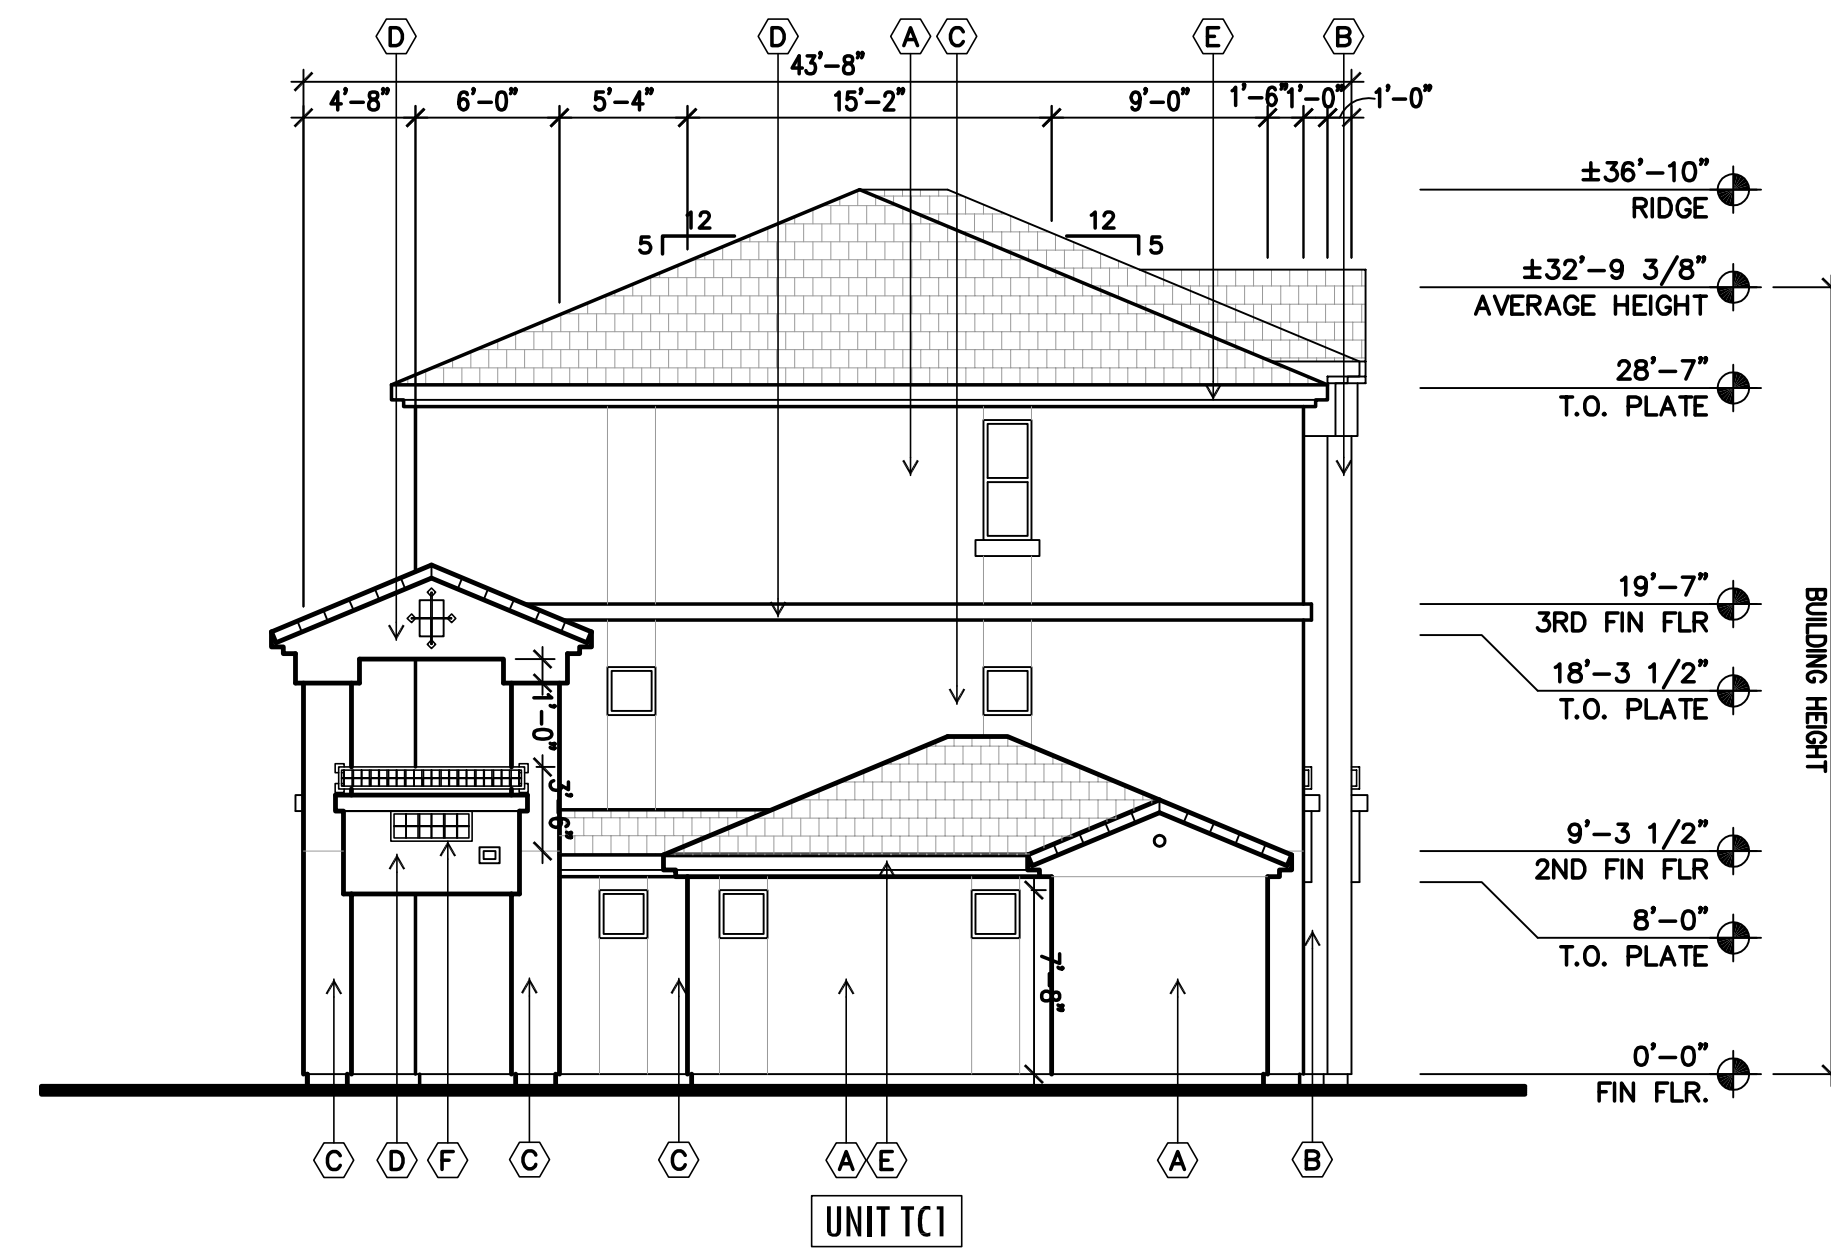 D D A C E B
43'-8"
4'-8" 6'-0" 5'-4" 15'-2" 9'-0" 1'-6" 1'-0" 1'-0"
±36'-10"
RIDGE
12 12
5 5
±32'-9 3/8"
AVERAGE HEIGHT
28'-7"
T.O. PLATE
19'-7"
3RD FIN FLR
18'-3 1/2"
T.O. PLATE
BUILDING HEIGHT
1'-0"
3'-6"
9'-3 1/2"
2ND FIN FLR
8'-0"
T.O. PLATE
7'-8"
0'-0"
FIN FLR.
C D F C C A E A B
UNIT TC1